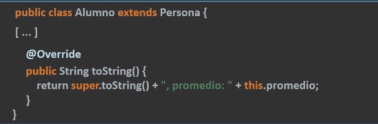 public class Alumno extends Persona {
[ ... ]
@Override
public String toString() {
return super.toString() + ", promedio: " + this.promedio;
}
}